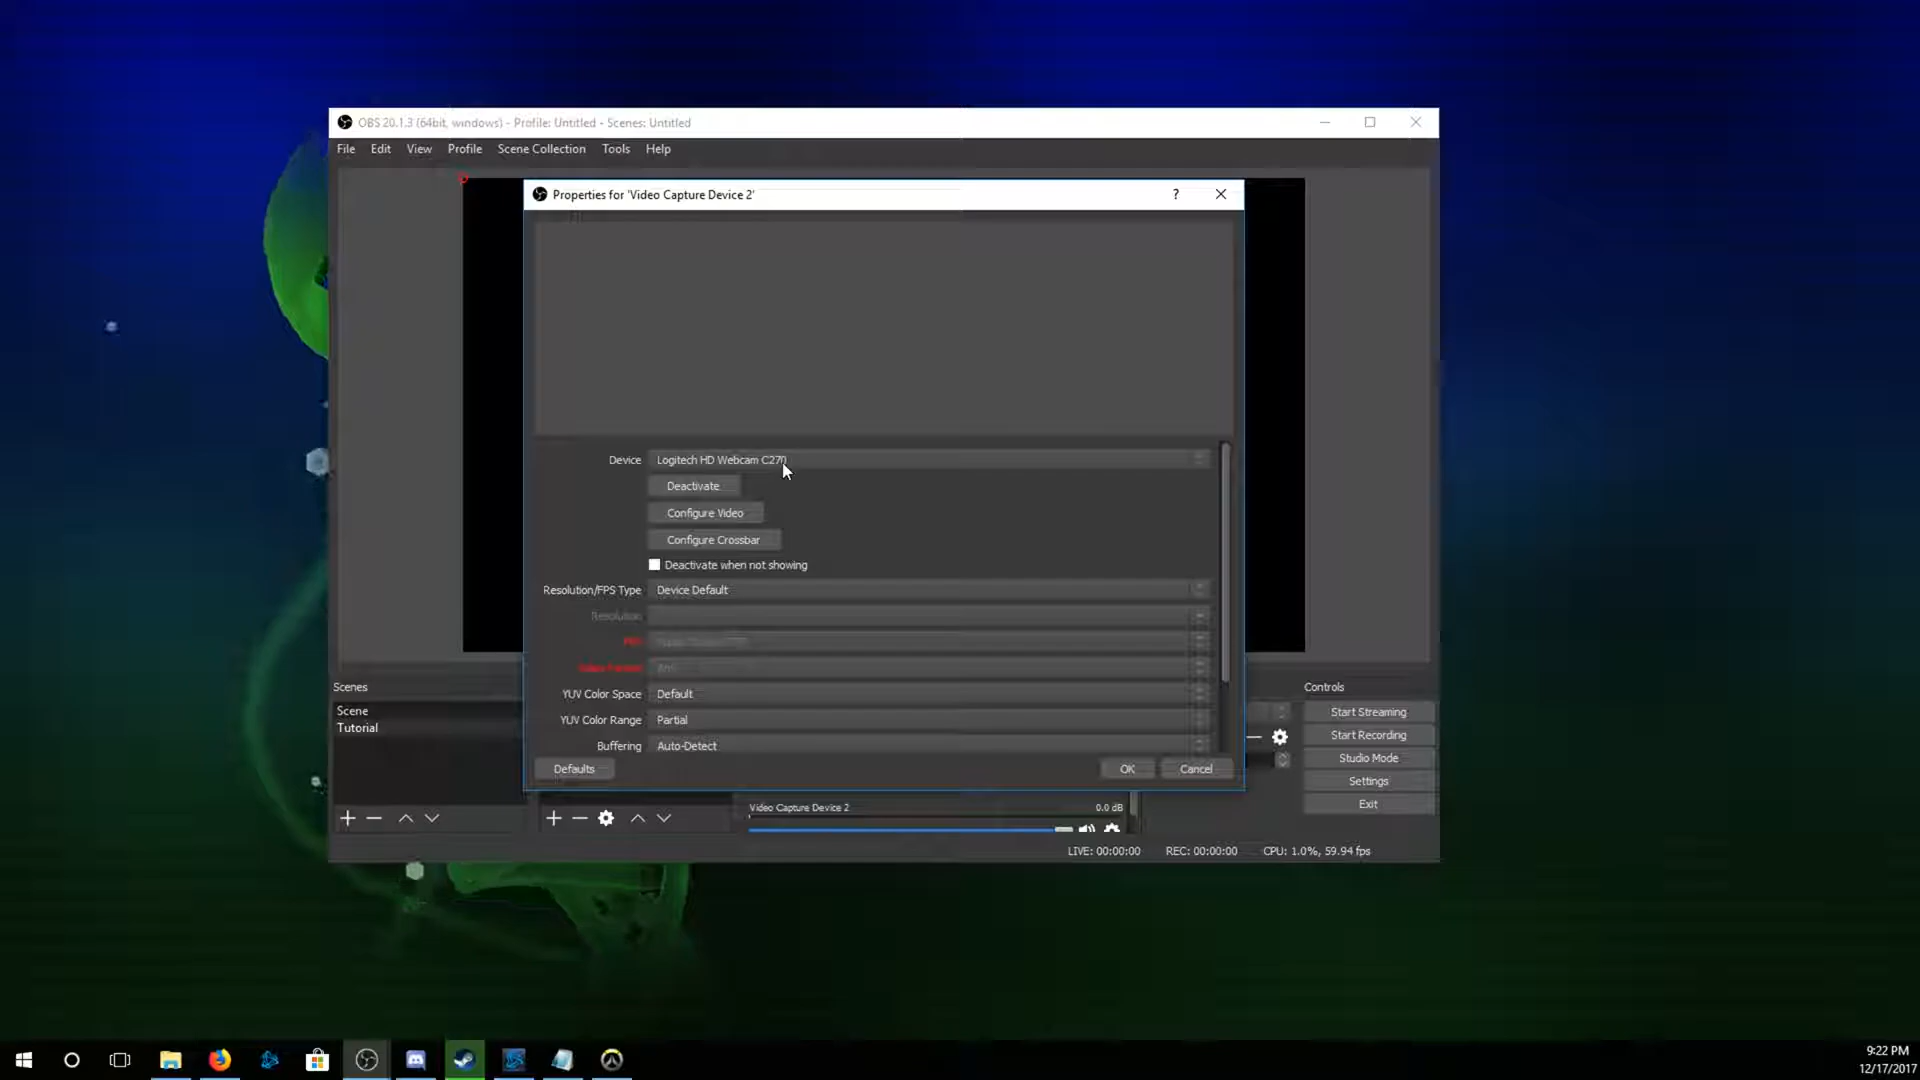 OBS 20.1.3 (64bit, windows) - Profile: Untitled - Scenes: Untitled
File Edit View Profile Scene Collection Tools Help
Properties for 'Video Capture Device 2'
?
Device Logitech HD Webcam C270
Deactivate
Configure Video
Configure Crossbar
Deactivate when not showing
Resolution/FPS Type Device Default
Resolution
FPS
Video Format Any
YUV Color Space Default
YUV Color Range Partial
Buffering Auto-Detect
Defaults OK Cancel
Scenes
Scene
Tutorial
Video Capture Device 2 0.0 dB
Controls
Start Streaming
Start Recording
Studio Mode
Settings
Exit
LIVE: 00:00:00 REC: 00:00:00 CPU: 1.0%, 59.94 fps
9:22 PM
12/17/2017